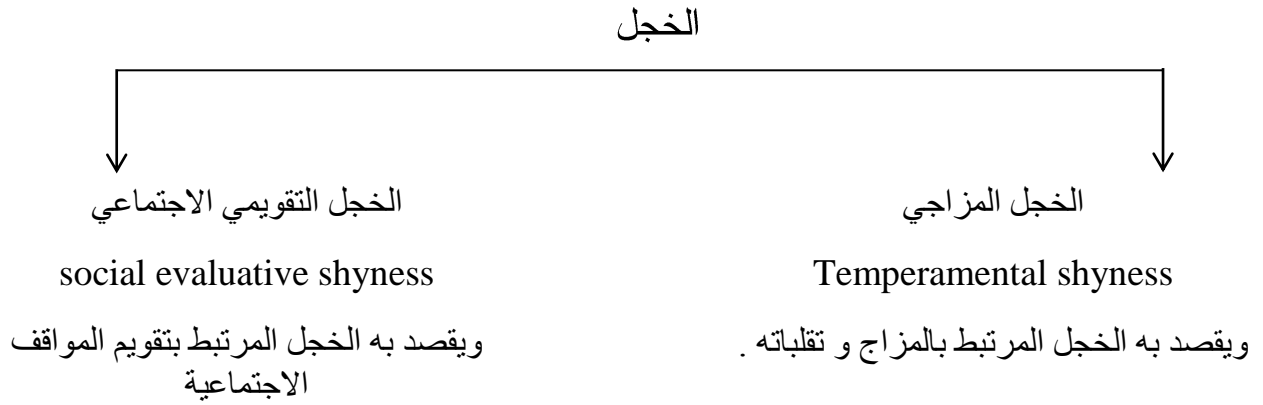 الخجل
الخجل المزاجي
Temperamental shyness
ويقصد به الخجل المرتبط بالمزاج و تقلباته .
الخجل التقويمي الاجتماعي
social evaluative shyness
ويقصد به الخجل المرتبط بتقويم المواقف
الاجتماعية